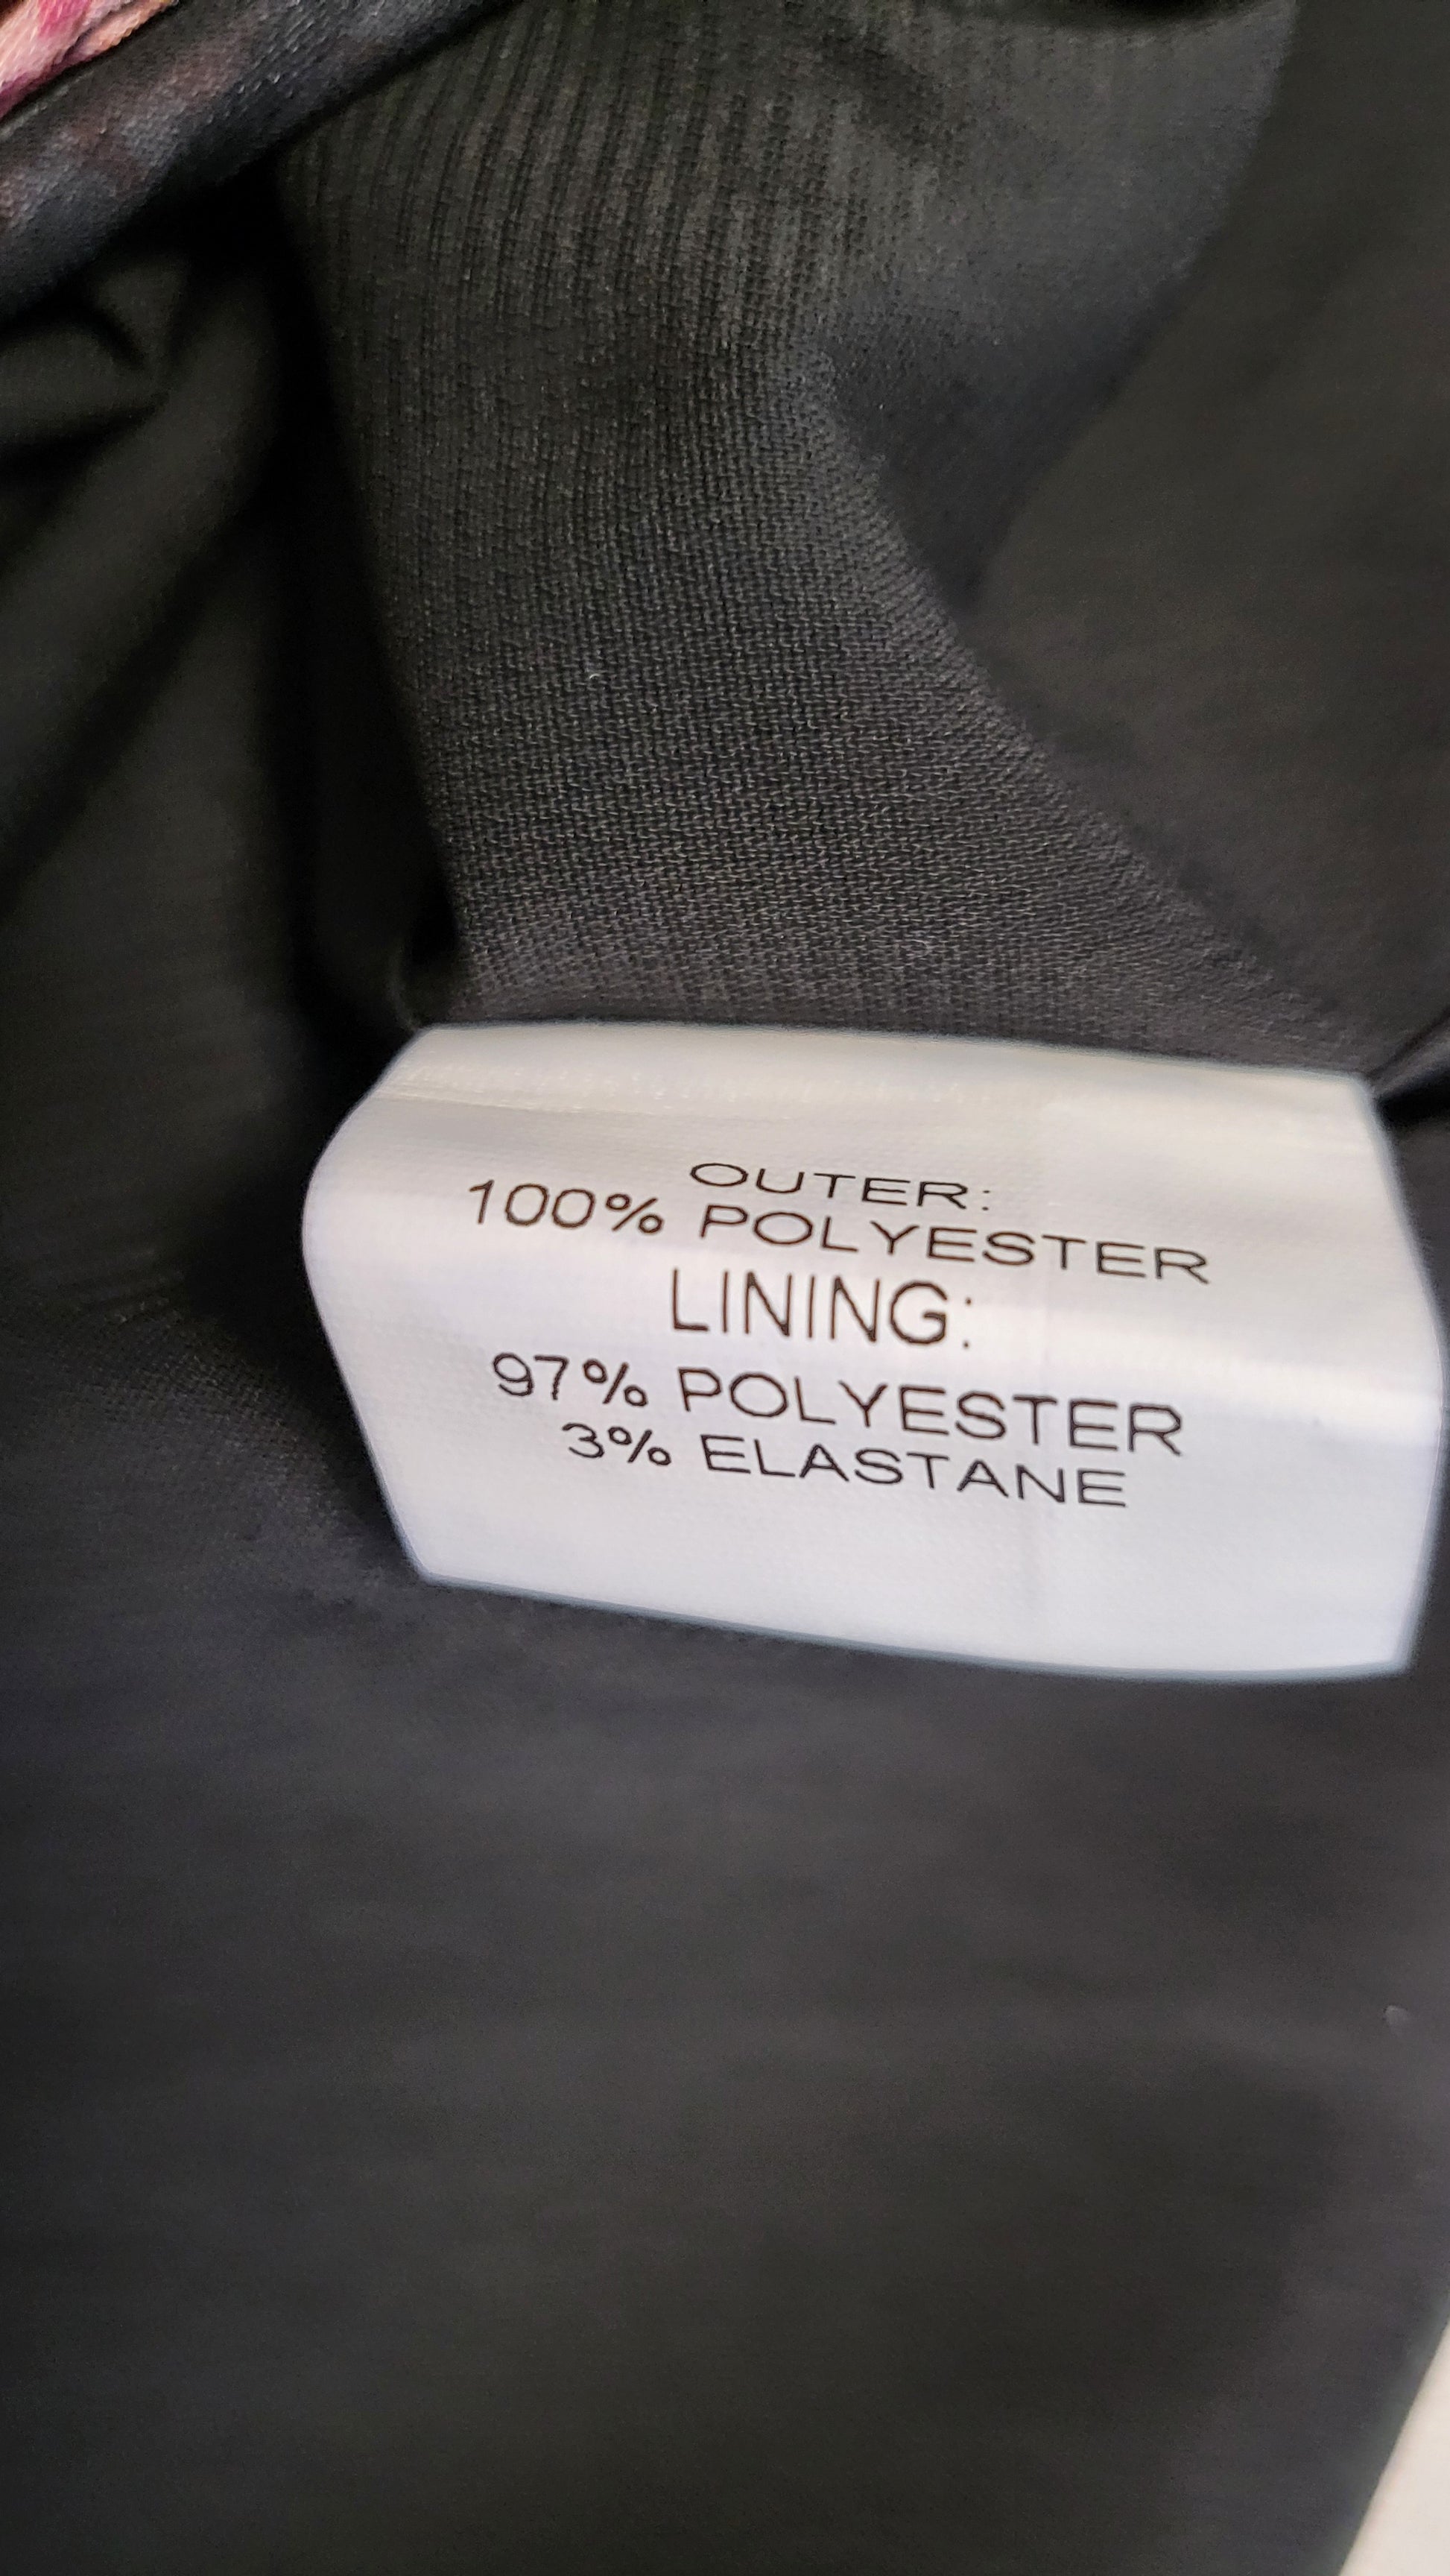 OUTER:
100% POLYESTER
LINING:
97% POLYESTER
3% ELASTANE